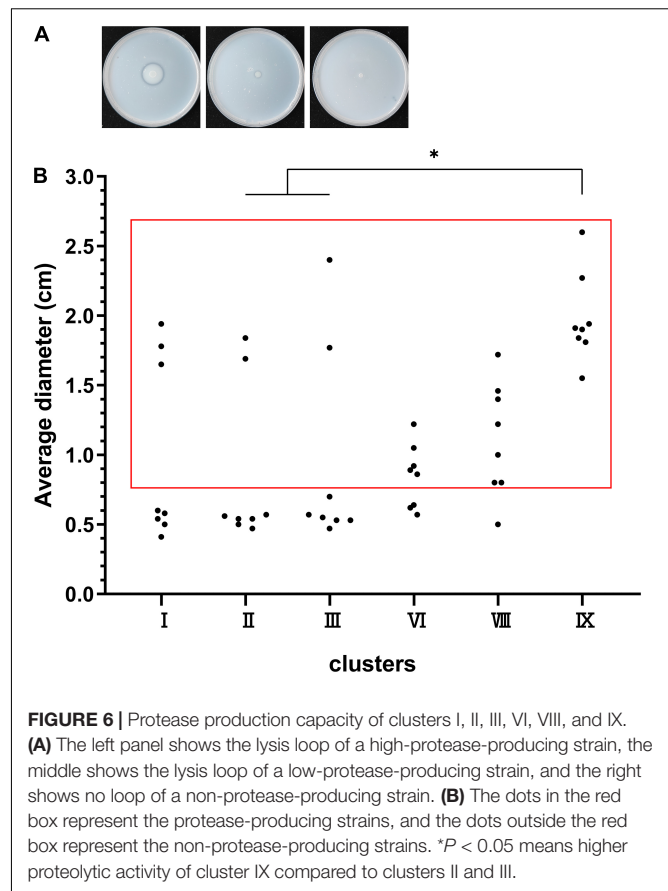 A
B
*
3.0
2.5
2.0
1.5
1.0
0.5
0.0
Average diameter (cm)
I II III VI VIII IX
clusters
FIGURE 6 | Protease production capacity of clusters I, II, III, VI, VIII, and IX.
(A) The left panel shows the lysis loop of a high-protease-producing strain, the
middle shows the lysis loop of a low-protease-producing strain, and the right
shows no loop of a non-protease-producing strain. (B) The dots in the red
box represent the protease-producing strains, and the dots outside the red
box represent the non-protease-producing strains. *P < 0.05 means higher
proteolytic activity of cluster IX compared to clusters II and III.